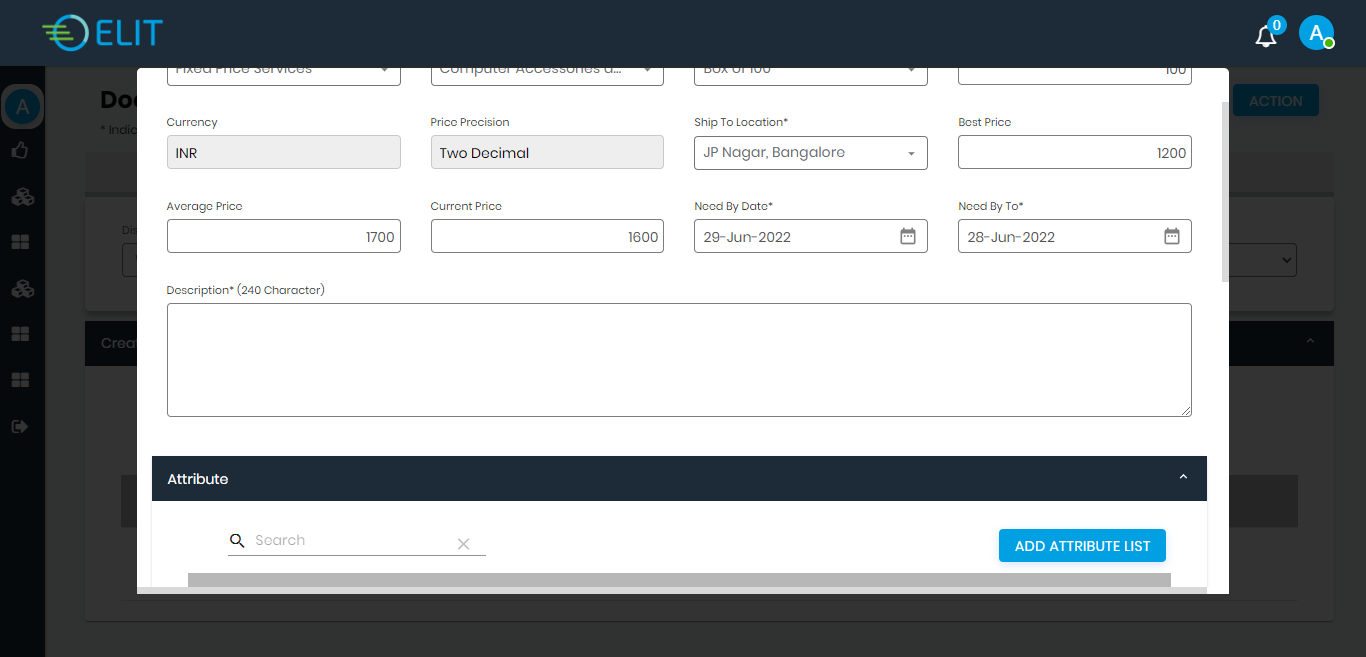 ELIT
0
A
A
Doc
ACTION
* Indic
Fixed Price Services
Computer Accessories a...
Box of 100
100
Currency
Price Precision
Ship To Location*
Best Price
INR
Two Decimal
JP Nagar, Bangalore
1200
Average Price
Current Price
Need By Date*
Need By To*
Dis
1700
1600
29-Jun-2022
28-Jun-2022
Description* (240 Character)
Creat
Attribute
Search
ADD ATTRIBUTE LIST